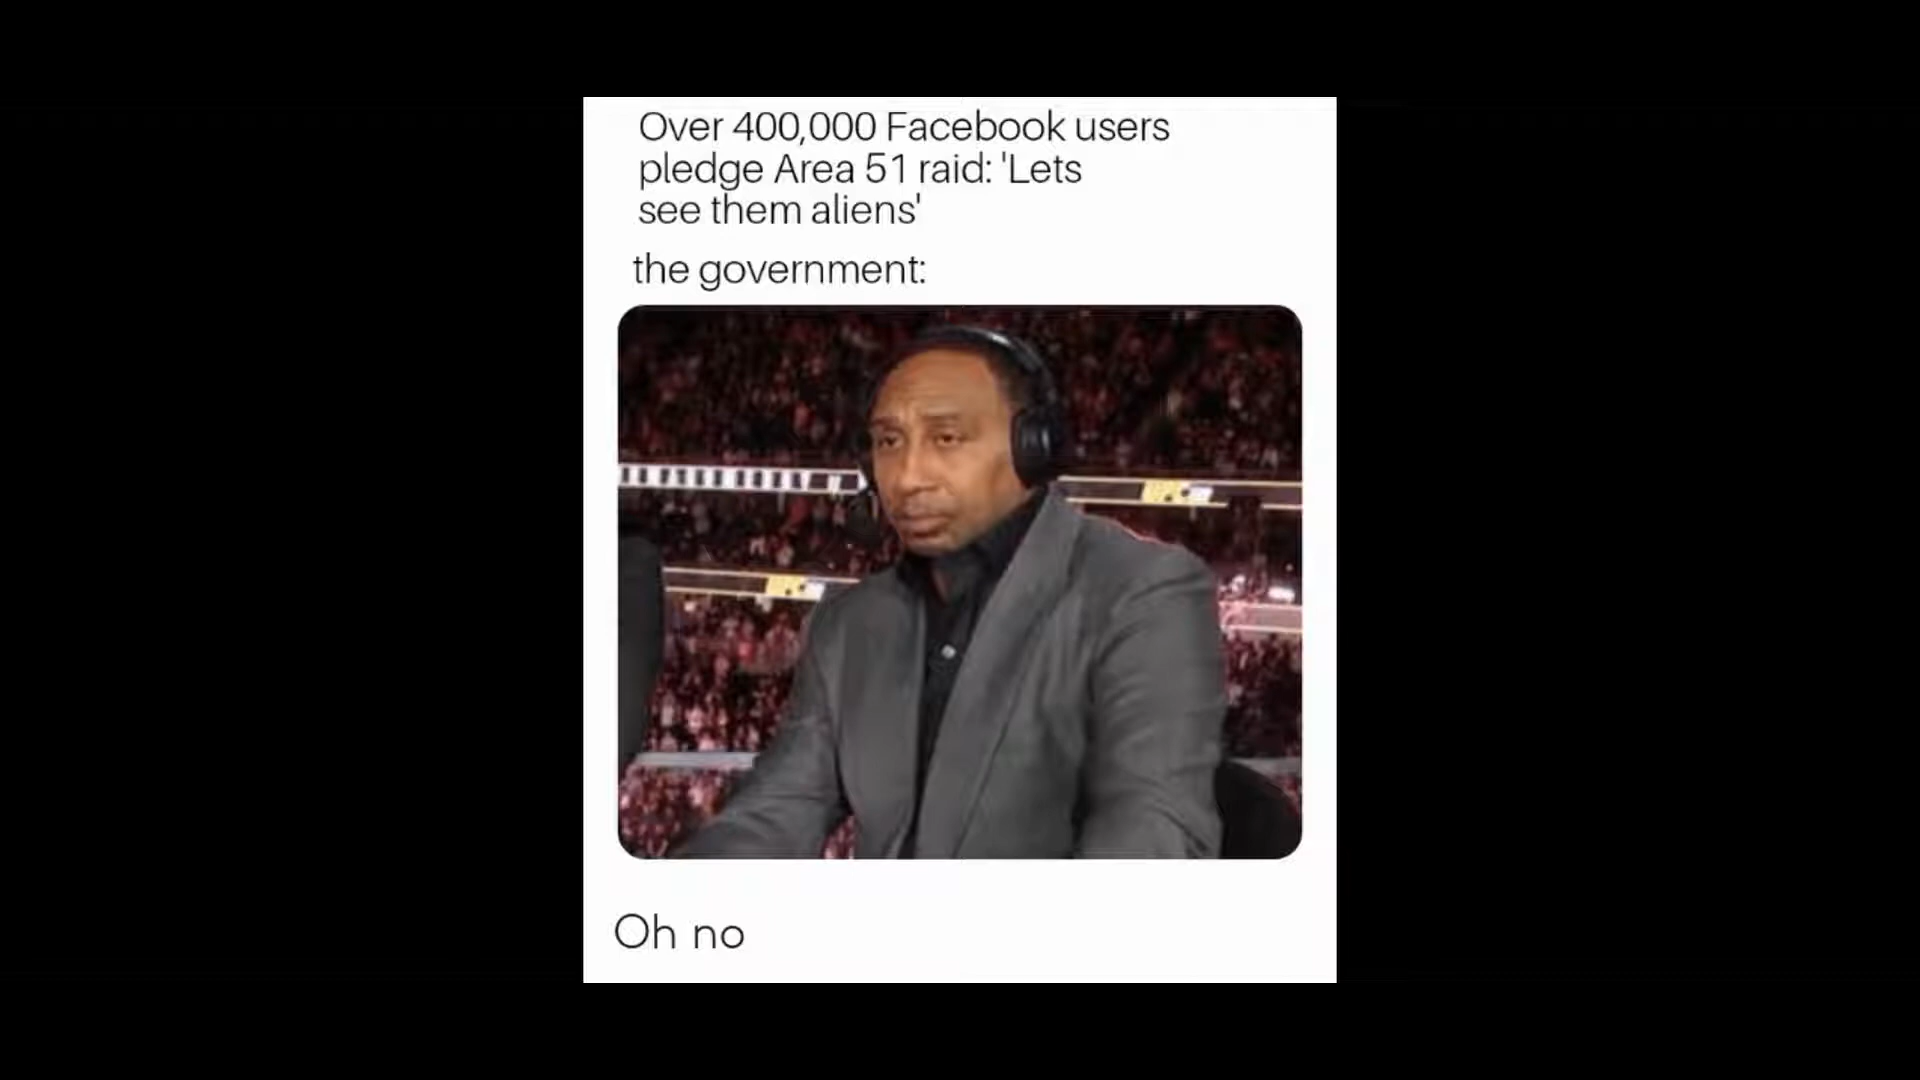 Over 400,000 Facebook users
pledge Area 51 raid: 'Lets
see them aliens'
the government:
Oh no